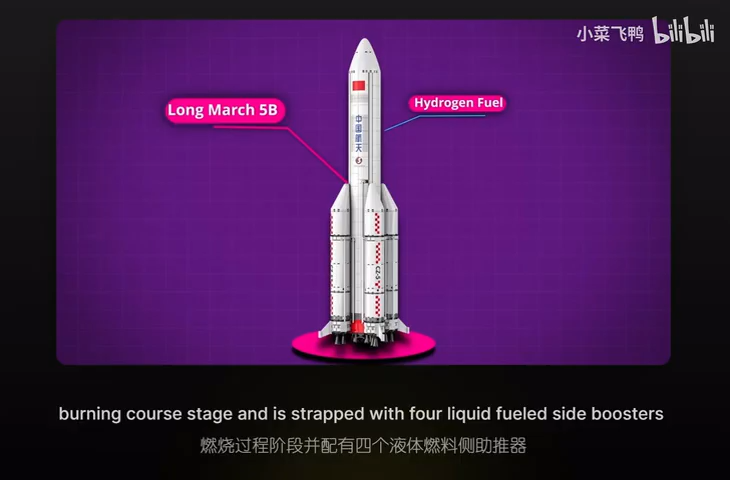 小菜飞鸭 bilibili
Long March 5B
Hydrogen Fuel
中国航天
CZ-5
burning course stage and is strapped with four liquid fueled side boosters
燃烧过程阶段并配有四个液体燃料侧助推器